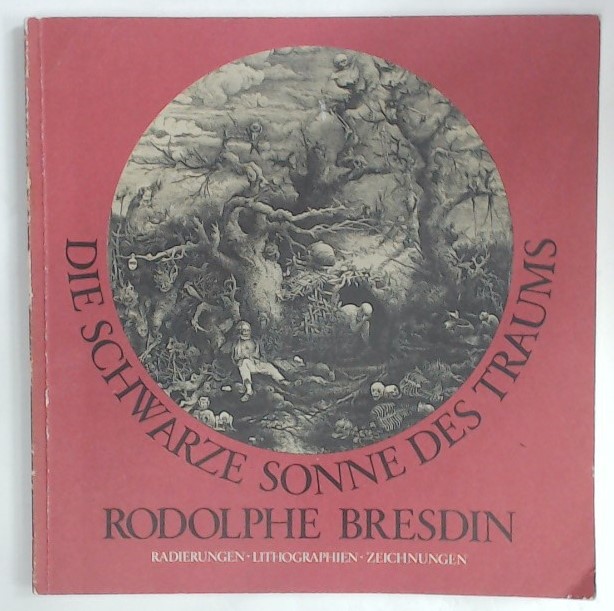 DIE SCHWARZE SONNE DES TRAUMS
RODOLPHE BRESDIN
RADIERUNGEN · LITHOGRAPHIEN · ZEICHNUNGEN